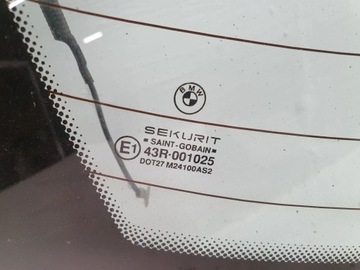 BMW
SEKURIT
SAINT-GOBAIN
E1 43R-001025
DOT27 M24100AS2